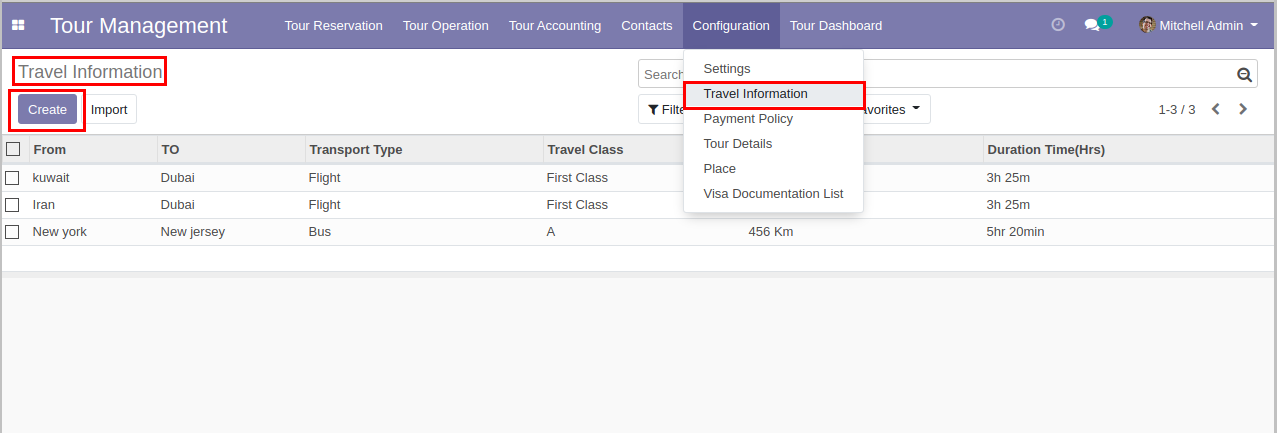 Tour Management Tour Reservation Tour Operation Tour Accounting Contacts Configuration Tour Dashboard 1 Mitchell Admin
Travel Information
Search
Create Import
1-3 / 3
Settings
Travel Information
Payment Policy
Tour Details
Place
Visa Documentation List
From TO Transport Type Travel Class Duration Time(Hrs)
kuwait Dubai Flight First Class 3h 25m
Iran Dubai Flight First Class 3h 25m
New york New jersey Bus A 456 Km 5hr 20min